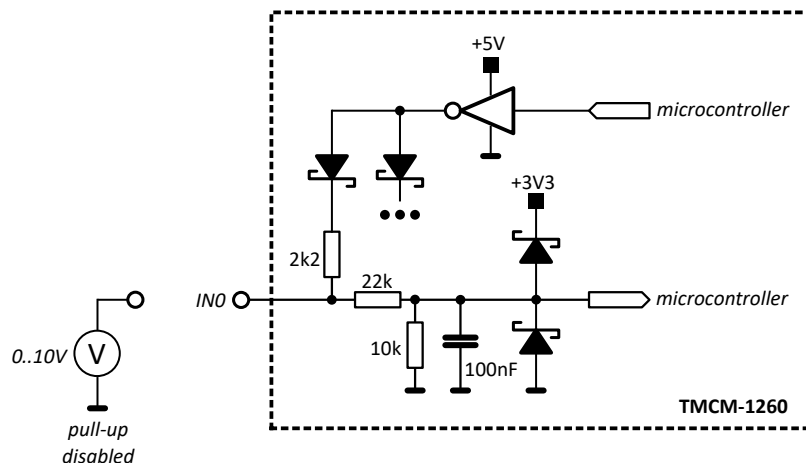 +5V
microcontroller
+3V3
2k2
22k
IN0
microcontroller
0..10V
V
10k
100nF
TMCM-1260
pull-up
disabled